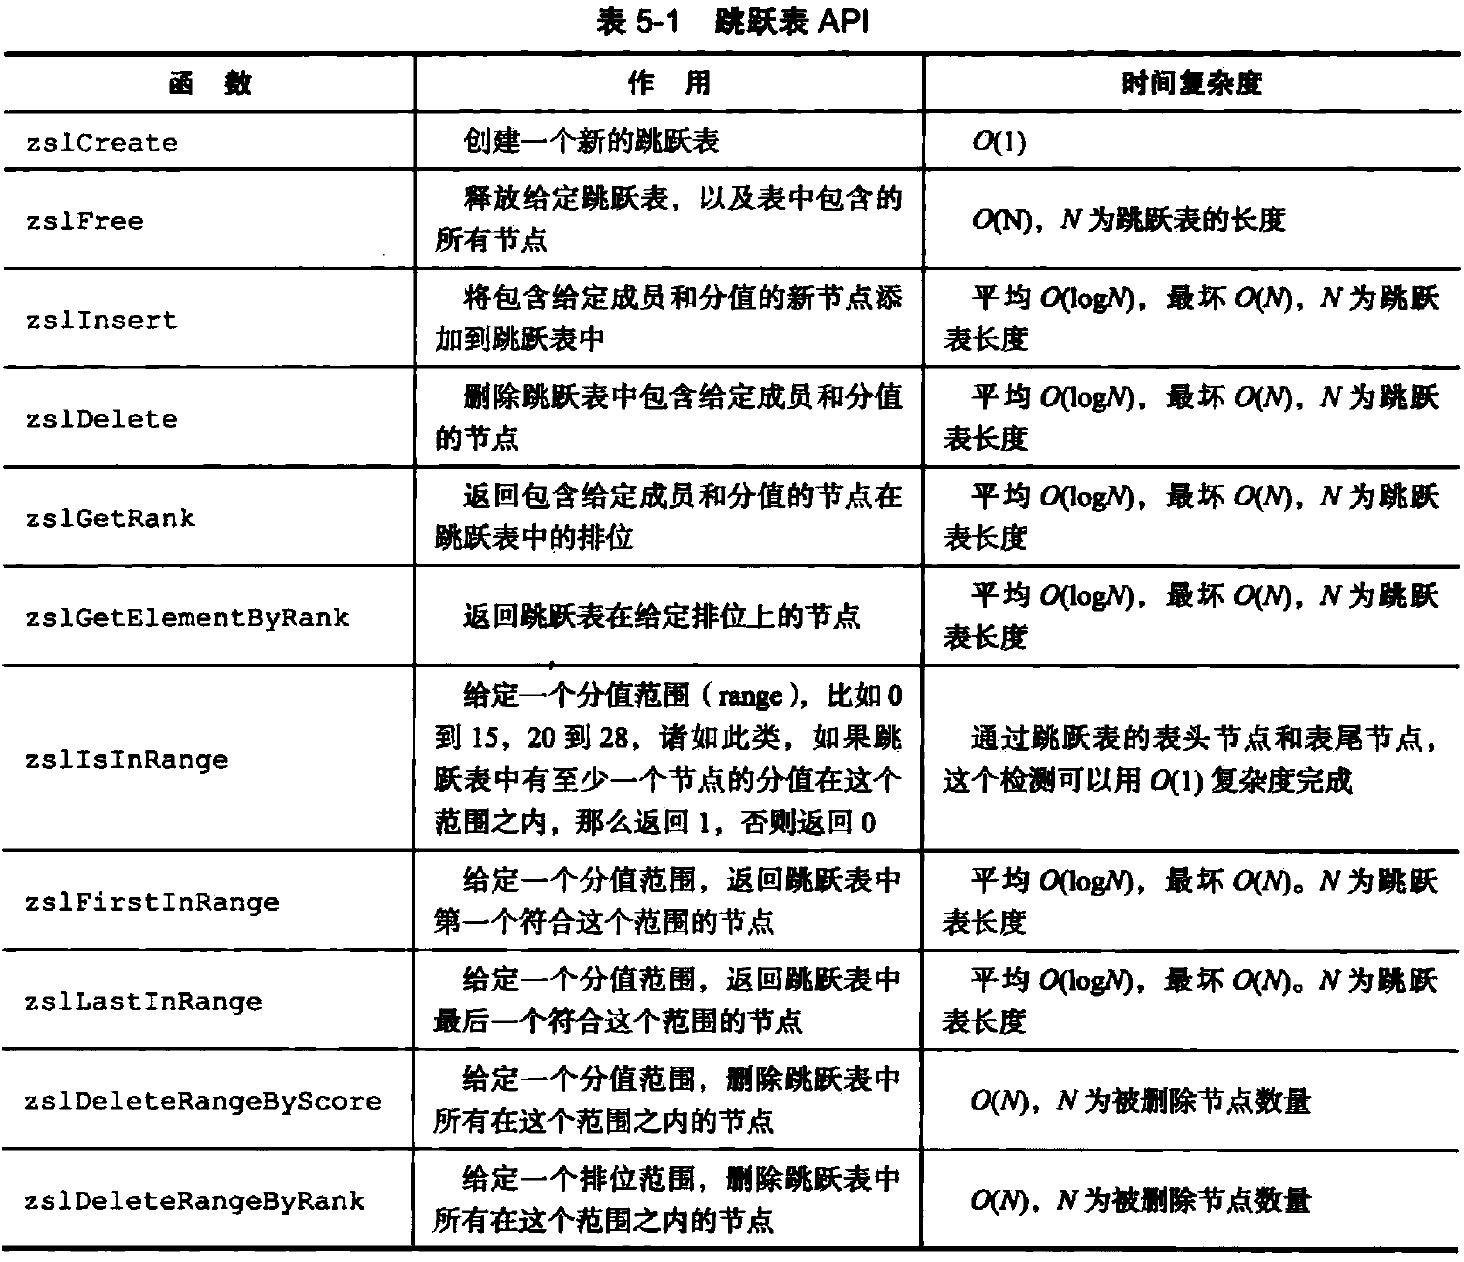 表 5-1 跳跃表 API
函 数 作 用 时间复杂度
zslCreate 创建一个新的跳跃表 O(1)
zslFree 释放给定跳跃表，以及表中包含的
所有节点 O(N)，N 为跳跃表的长度
zslInsert 将包含给定成员和分值的新节点添
加到跳跃表中 平均 O(logN)，最坏 O(N)，N 为跳跃
表长度
zslDelete 删除跳跃表中包含给定成员和分值
的节点 平均 O(logN)，最坏 O(N)，N 为跳跃
表长度
zslGetRank 返回包含给定成员和分值的节点在
跳跃表中的排位 平均 O(logN)，最坏 O(N)，N 为跳跃
表长度
zslGetElementByRank 返回跳跃表在给定排位上的节点 平均 O(logN)，最坏 O(N)，N 为跳跃
表长度
zslIsInRange 给定一个分值范围（range），比如 0
到 15，20 到 28，诸如此类，如果跳
跃表中有至少一个节点的分值在这个
范围之内，那么返回 1，否则返回 0
通过跳跃表的表头节点和表尾节点，
这个检测可以用 O(1) 复杂度完成
zslFirstInRange 给定一个分值范围，返回跳跃表中
第一个符合这个范围的节点 平均 O(logN)，最坏 O(N)。N 为跳跃
表长度
zslLastInRange 给定一个分值范围，返回跳跃表中
最后一个符合这个范围的节点 平均 O(logN)，最坏 O(N)。N 为跳跃
表长度
zslDeleteRangeByScore 给定一个分值范围，删除跳跃表中
所有在这个范围之内的节点 O(N)，N 为被删除节点数量
zslDeleteRangeByRank 给定一个排位范围，删除跳跃表中
所有在这个范围之内的节点 O(N)，N 为被删除节点数量